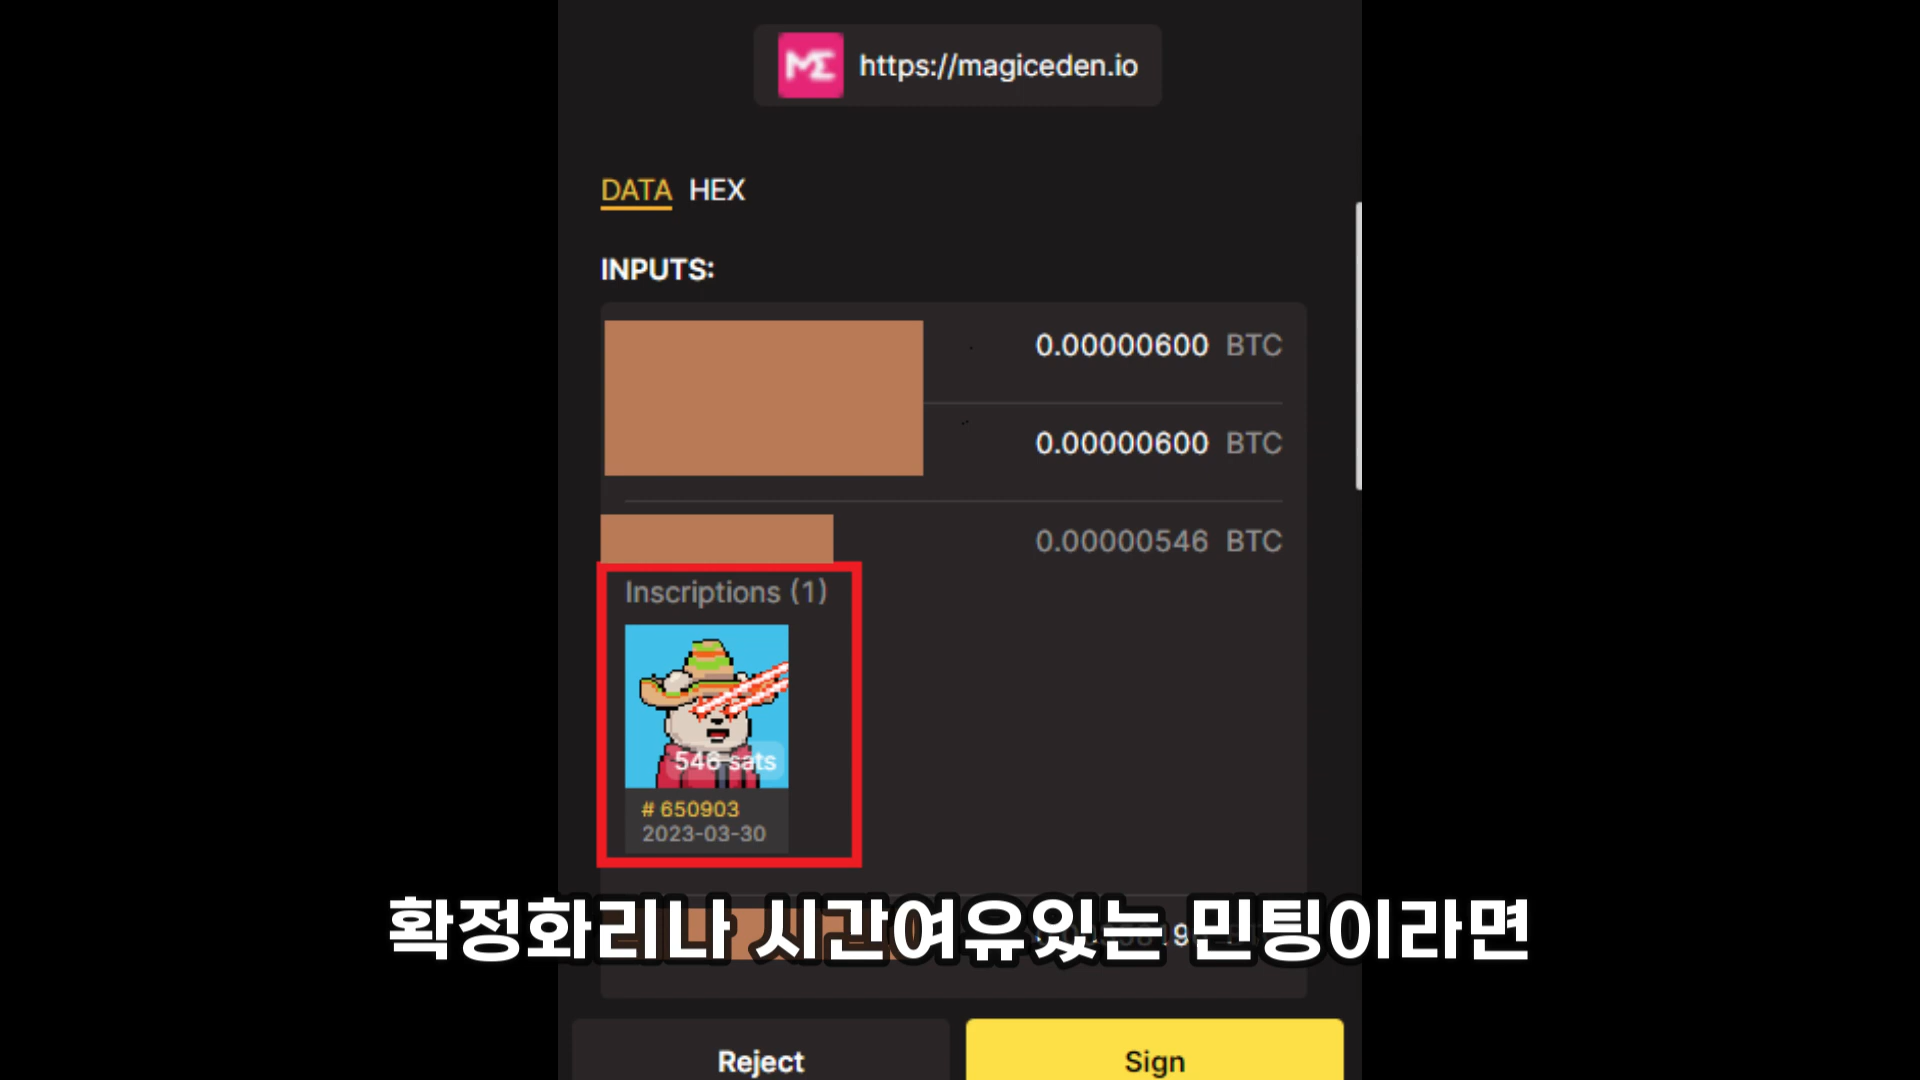 ME https://magiceden.io
DATA HEX
INPUTS:
0.00000600 BTC
0.00000600 BTC
0.00000546 BTC
Inscriptions (1)
546 sats
# 650903
2023-03-30
확정화리나 시간여유있는 민팅이라면
Reject Sign